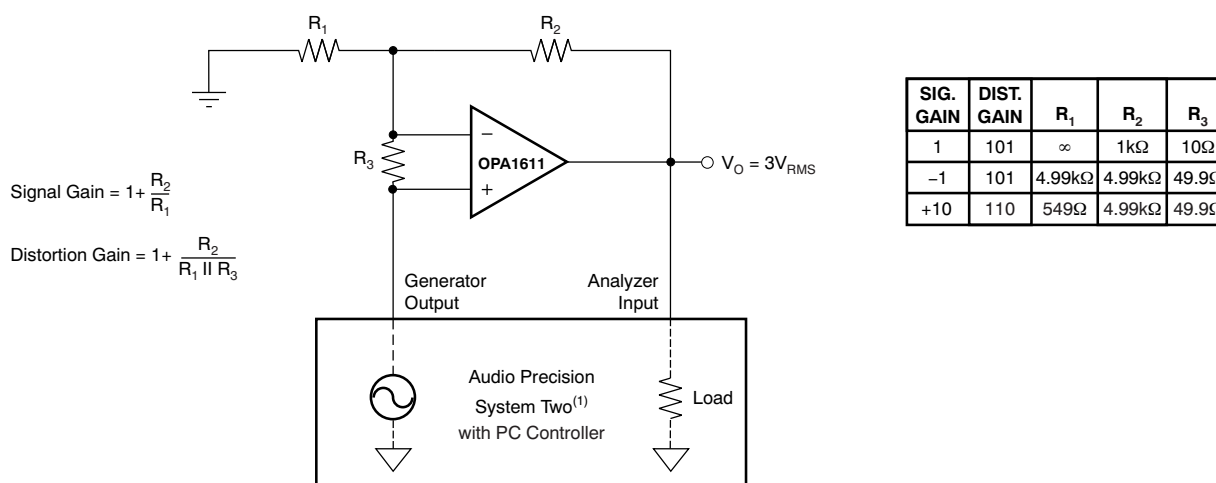 R1
R2
R3
−
+
OPA1611
VO = 3VRMS
Signal Gain = 1+ R2 / R1
Distortion Gain = 1+ R2 / R1 II R3
Generator Output
Analyzer Input
Audio Precision
System Two(1)
with PC Controller
Load
SIG. GAIN DIST. GAIN R1 R2 R3
1 101 ∞ 1kΩ 10Ω
−1 101 4.99kΩ 4.99kΩ 49.9Ω
+10 110 549Ω 4.99kΩ 49.9Ω